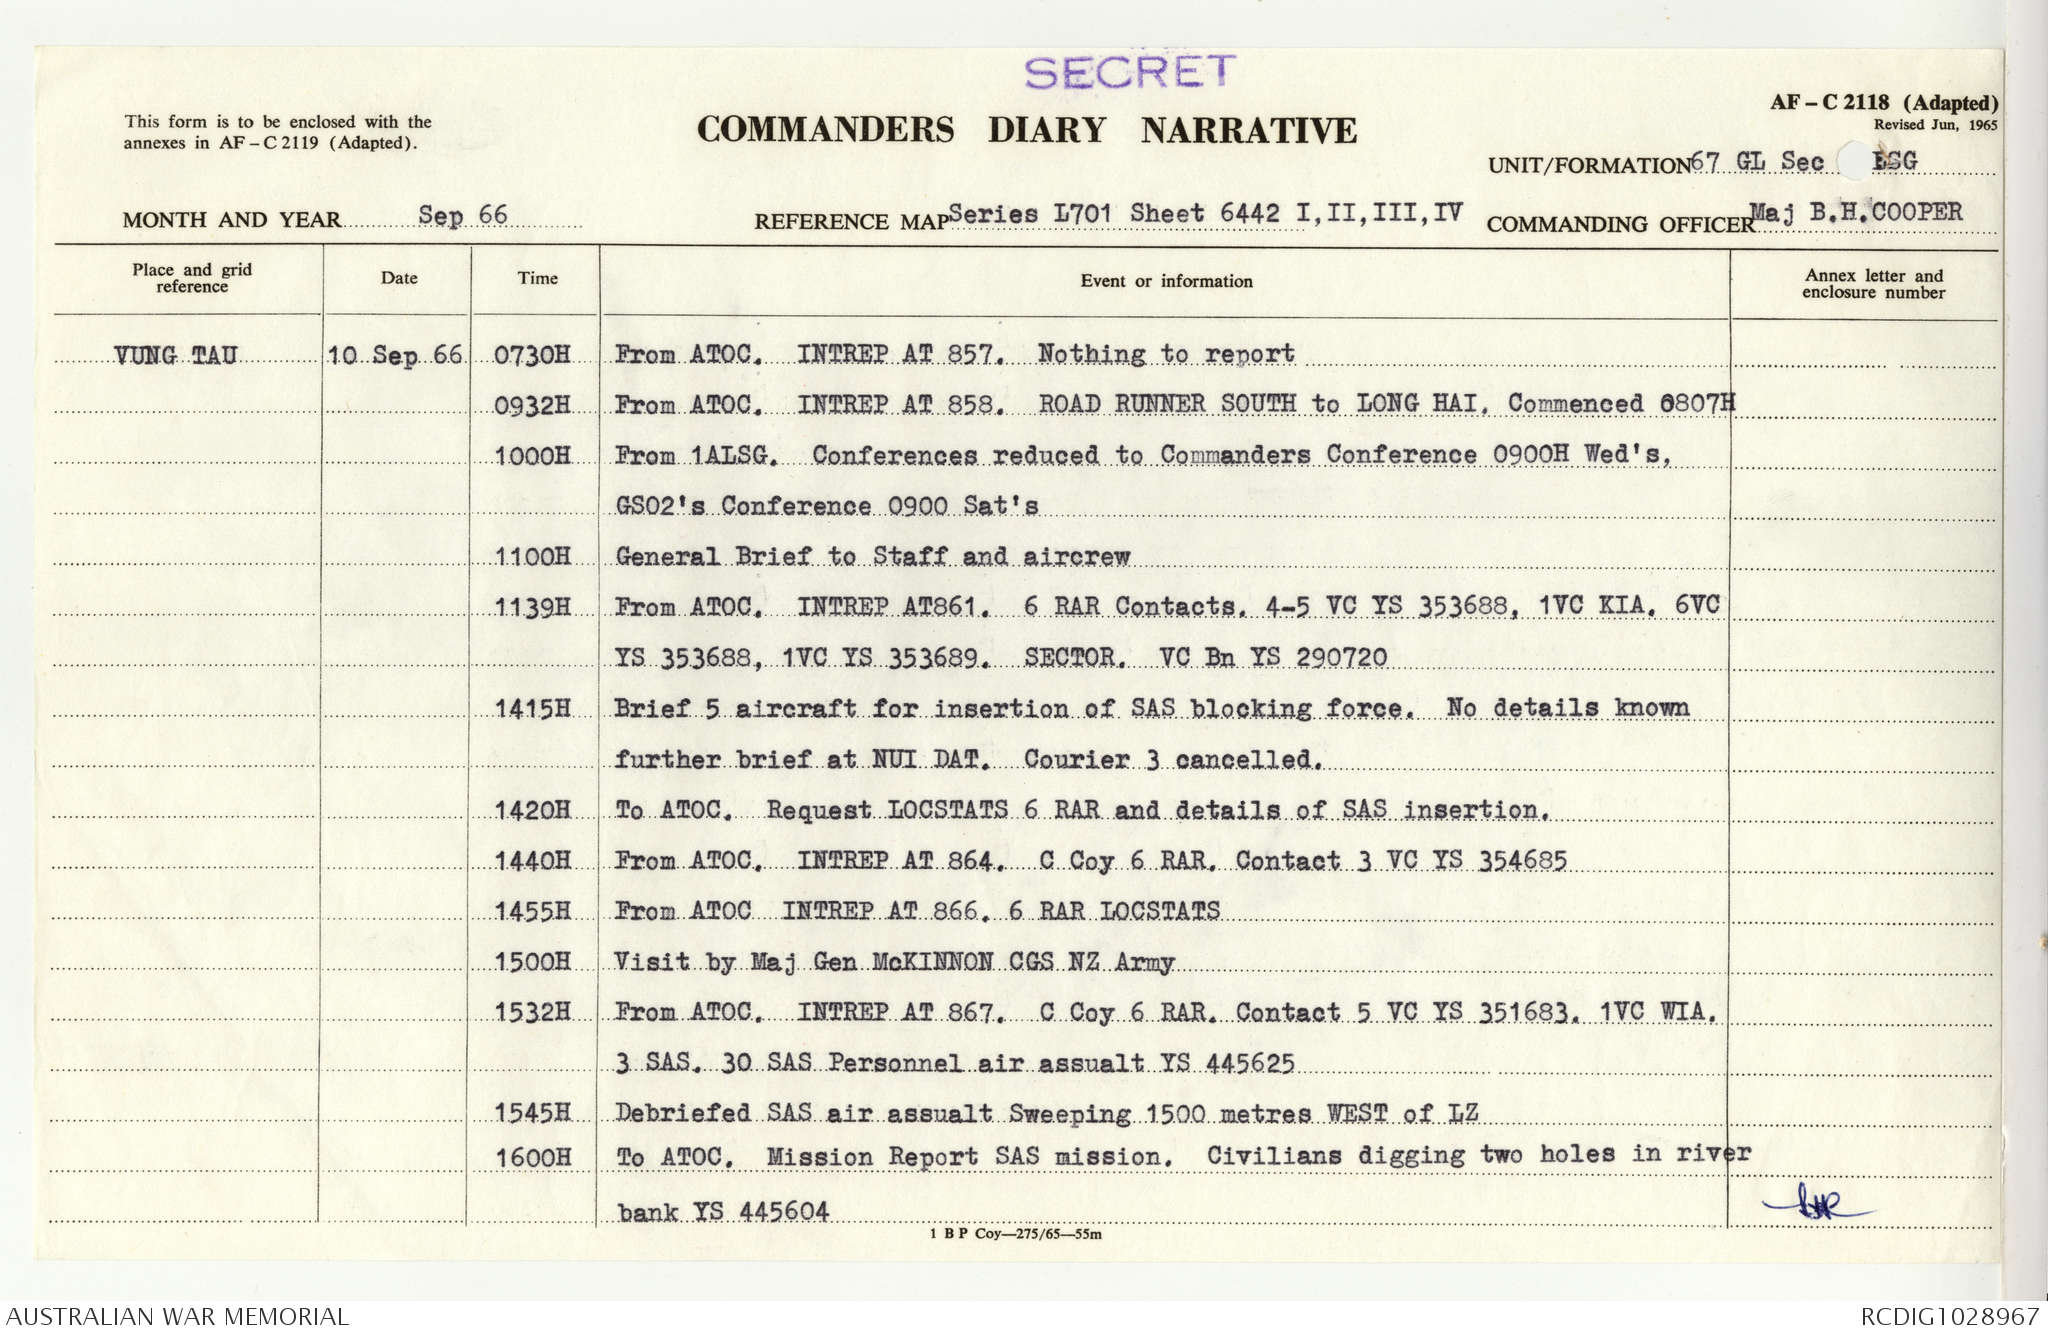 SECRET
This form is to be enclosed with the
annexes in AF – C 2119 (Adapted).
COMMANDERS DIARY NARRATIVE
AF – C 2118 (Adapted)
Revised Jun, 1965
UNIT/FORMATION 67 GL Sec ESG
MONTH AND YEAR Sep 66
REFERENCE MAP Series L701 Sheet 6442 I,II,III,IV
COMMANDING OFFICER Maj B.H.COOPER
Place and grid reference Date Time Event or information Annex letter and enclosure number
VUNG TAU 10 Sep 66 0730H From ATOC. INTREP AT 857. Nothing to report
0932H From ATOC. INTREP AT 858. ROAD RUNNER SOUTH to LONG HAI. Commenced 0807H
1000H From 1ALSG. Conferences reduced to Commanders Conference 0900H Wed's,
GSO2's Conference 0900 Sat's
1100H General Brief to Staff and aircrew
1139H From ATOC. INTREP AT861. 6 RAR Contacts. 4-5 VC YS 353688, 1VC KIA. 6VC
YS 353688, 1VC YS 353689. SECTOR. VC Bn YS 290720
1415H Brief 5 aircraft for insertion of SAS blocking force. No details known
further brief at NUI DAT. Courier 3 cancelled.
1420H To ATOC. Request LOCSTATS 6 RAR and details of SAS insertion.
1440H From ATOC. INTREP AT 864. C Coy 6 RAR. Contact 3 VC YS 354685
1455H From ATOC INTREP AT 866. 6 RAR LOCSTATS
1500H Visit by Maj Gen McKINNON CGS NZ Army
1532H From ATOC. INTREP AT 867. C Coy 6 RAR. Contact 5 VC YS 351683. 1VC WIA.
3 SAS. 30 SAS Personnel air assualt YS 445625
1545H Debriefed SAS air assualt Sweeping 1500 metres WEST of LZ
1600H To ATOC. Mission Report SAS mission. Civilians digging two holes in river
bank YS 445604
1 B P Coy—275/65—55m
AUSTRALIAN WAR MEMORIAL
RCDIG1028967